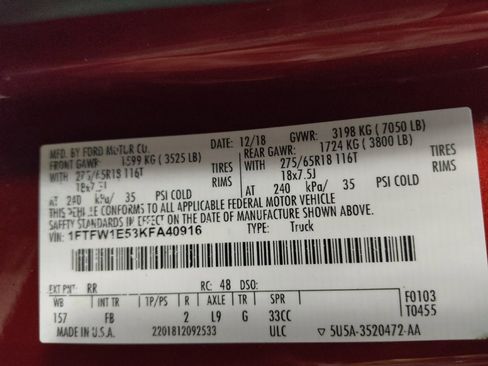 MFD. BY FORD MOTOR CO. DATE: 12/18 GVWR: 3198 KG ( 7050 LB)
FRONT GAWR: 1599 KG ( 3525 LB) REAR GAWR: 1724 KG ( 3800 LB)
WITH 275/65R18 116T TIRES WITH 275/65R18 116T TIRES
18x7.5J RIMS 18x7.5J RIMS
AT 240 kPa/ 35 PSI COLD AT 240 kPa/ 35 PSI COLD
THIS VEHICLE CONFORMS TO ALL APPLICABLE FEDERAL MOTOR VEHICLE
SAFETY STANDARDS IN EFFECT ON THE DATE OF MANUFACTURE SHOWN ABOVE.
VIN: 1FTFW1E53KFA40916 TYPE: Truck
EXT PNT: RR RC: 48 DSO:
WB INT TR TP/PS R AXLE TR SPR F0103
157 FB 2 L9 G 33CC T0455
MADE IN U.S.A. 2201812092533 ULC ▽ 5U5A-3520472-AA